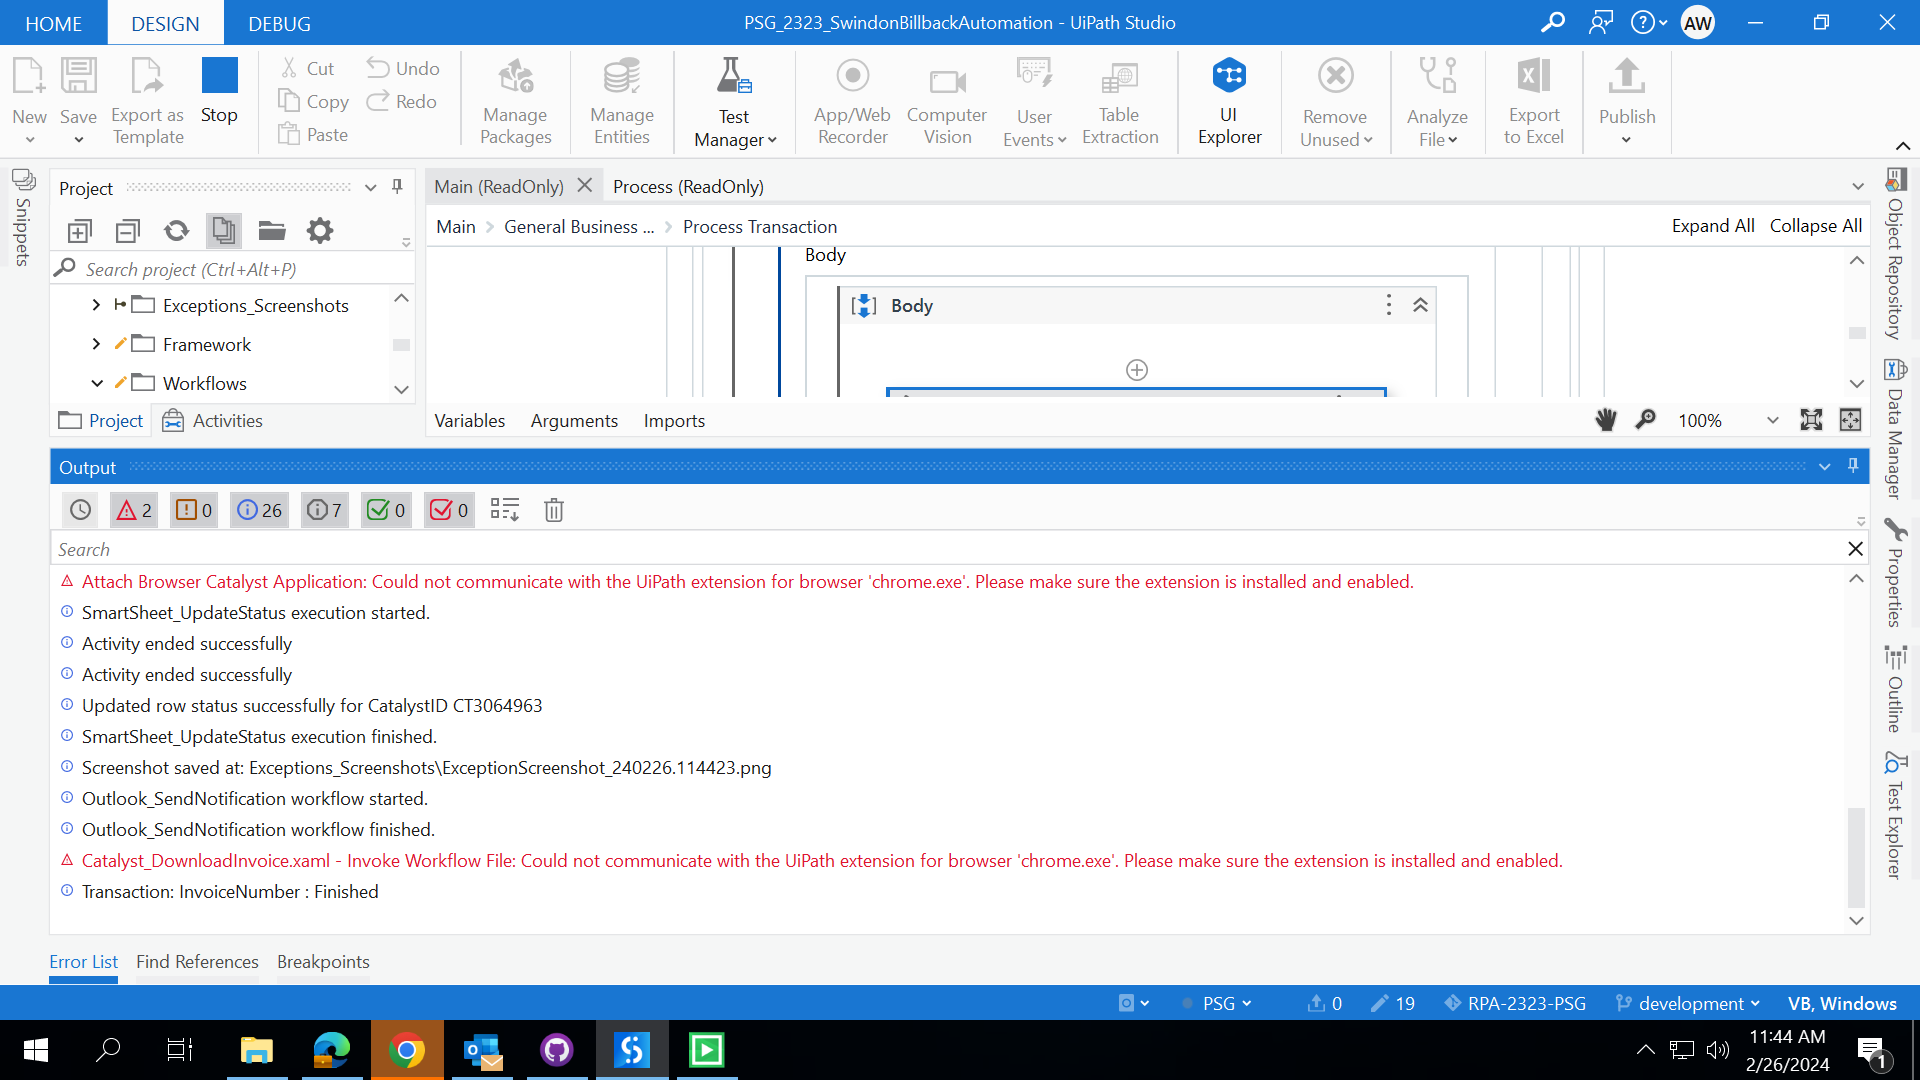 HOME DESIGN DEBUG PSG_2323_SwindonBillbackAutomation - UiPath Studio AW
New Save Export as Template Stop Cut Copy Paste Undo Redo Manage Packages Manage Entities Test Manager App/Web Recorder Computer Vision User Events Table Extraction UI Explorer Remove Unused Analyze File Export to Excel Publish
Snippets
Project
Search project (Ctrl+Alt+P)
Exceptions_Screenshots
Framework
Workflows
Project Activities
Main (ReadOnly) Process (ReadOnly)
Main General Business ... Process Transaction Expand All Collapse All
Body
Body
Variables Arguments Imports 100%
Object Repository
Data Manager
Properties
Outline
Test Explorer
Output
2 0 26 7 0 0
Search
Attach Browser Catalyst Application: Could not communicate with the UiPath extension for browser 'chrome.exe'. Please make sure the extension is installed and enabled.
SmartSheet_UpdateStatus execution started.
Activity ended successfully
Activity ended successfully
Updated row status successfully for CatalystID CT3064963
SmartSheet_UpdateStatus execution finished.
Screenshot saved at: Exceptions_Screenshots\ExceptionScreenshot_240226.114423.png
Outlook_SendNotification workflow started.
Outlook_SendNotification workflow finished.
Catalyst_DownloadInvoice.xaml - Invoke Workflow File: Could not communicate with the UiPath extension for browser 'chrome.exe'. Please make sure the extension is installed and enabled.
Transaction: InvoiceNumber : Finished
Error List Find References Breakpoints
PSG 0 19 RPA-2323-PSG development VB, Windows
11:44 AM
2/26/2024
1